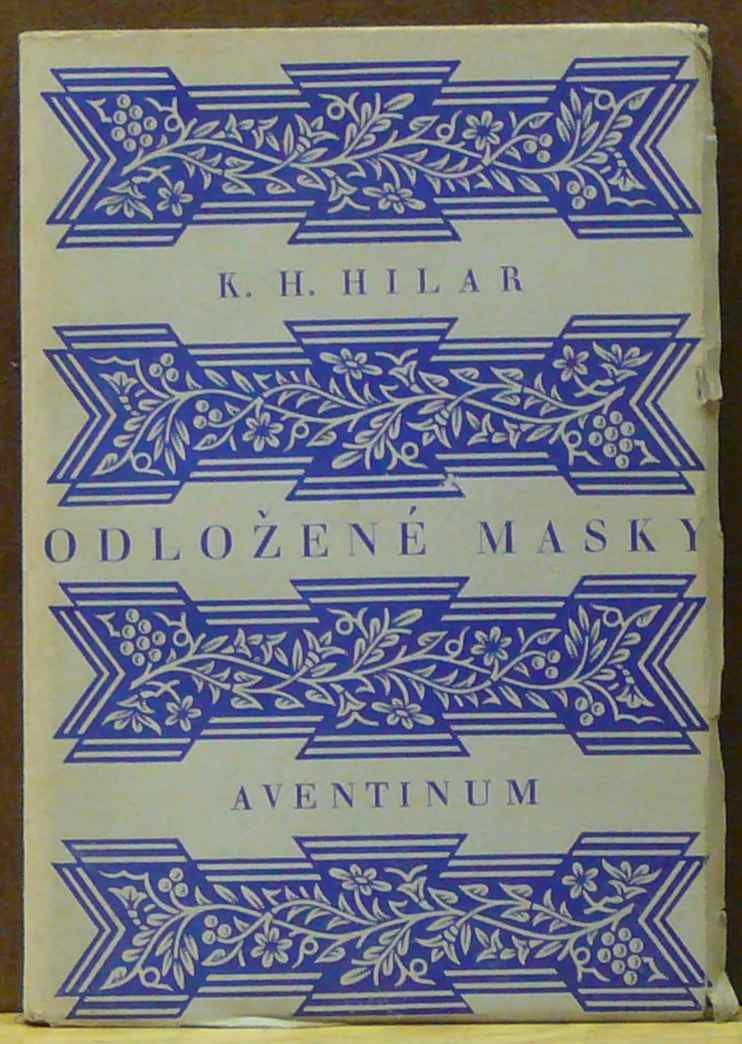 K. H. HILAR
ODLOŽENÉ MASKY
AVENTINUM